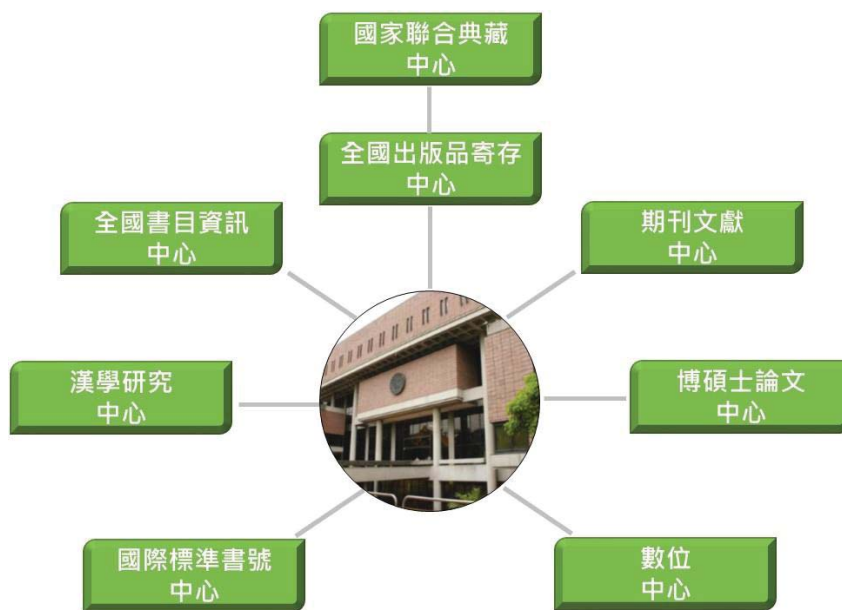 國家聯合典藏
中心
全國出版品寄存
中心
全國書目資訊
中心
期刊文獻
中心
漢學研究
中心
博碩士論文
中心
國際標準書號
中心
數位
中心